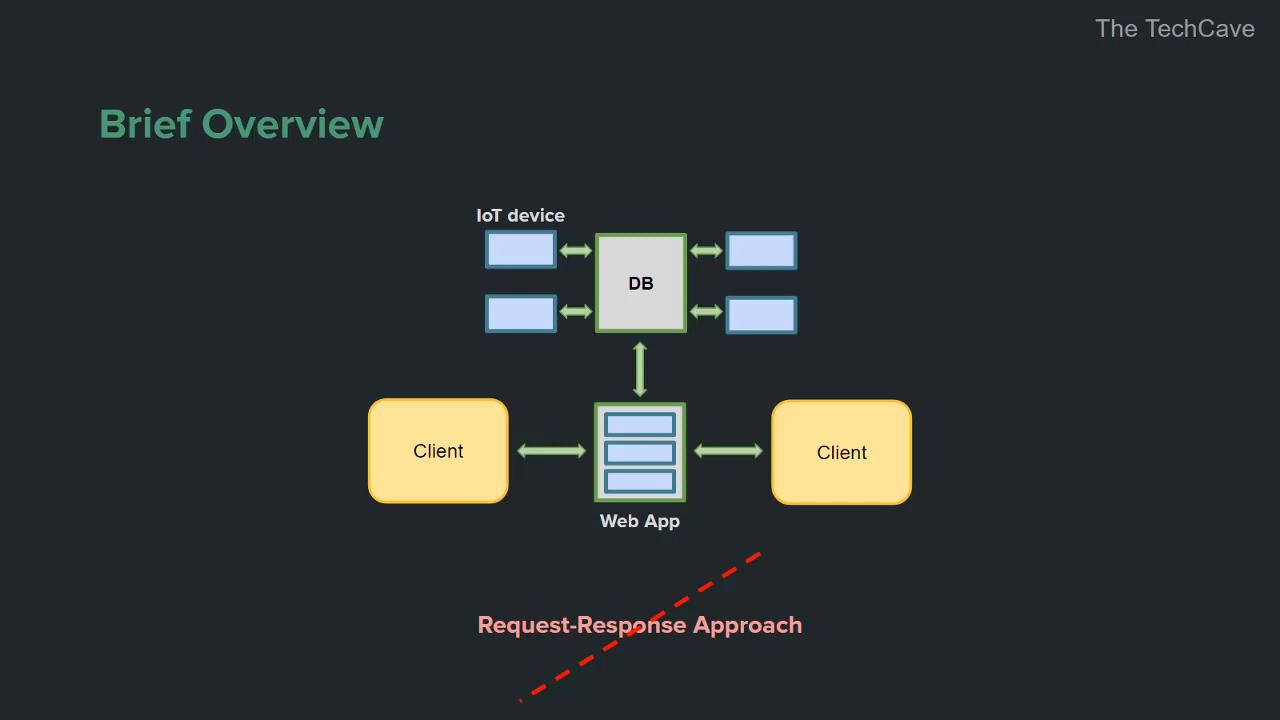 The TechCave
Brief Overview
IoT device
DB
Client
Client
Web App
Request-Response Approach